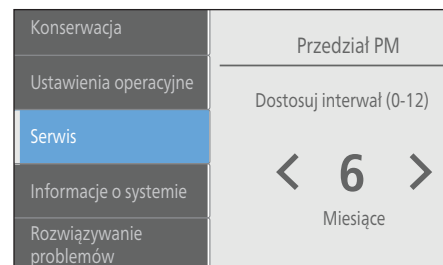 Konserwacja
Ustawienia operacyjne
Serwis
Informacje o systemie
Rozwiązywanie
problemów
Przedział PM
Dostosuj interwał (0-12)
6
Miesiące